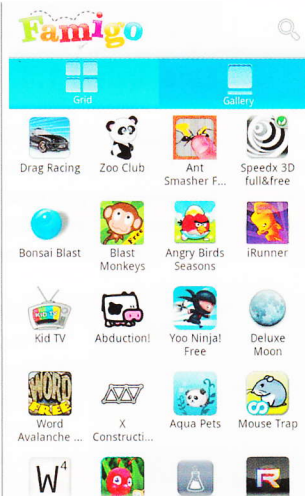 Famigo
Grid
Gallery
Drag Racing
Zoo Club
Ant
Smasher F...
Speedx 3D
full&free
Bonsai Blast
Blast
Monkeys
Free
Angry Birds
Seasons
iRunner
KID-TV
Kid TV
Abduction!
Yoo Ninja!
Free
Deluxe
Moon
WORD
FREE
Word
Avalanche ...
X
Constructi...
Aqua Pets
Mouse Trap
W4
R